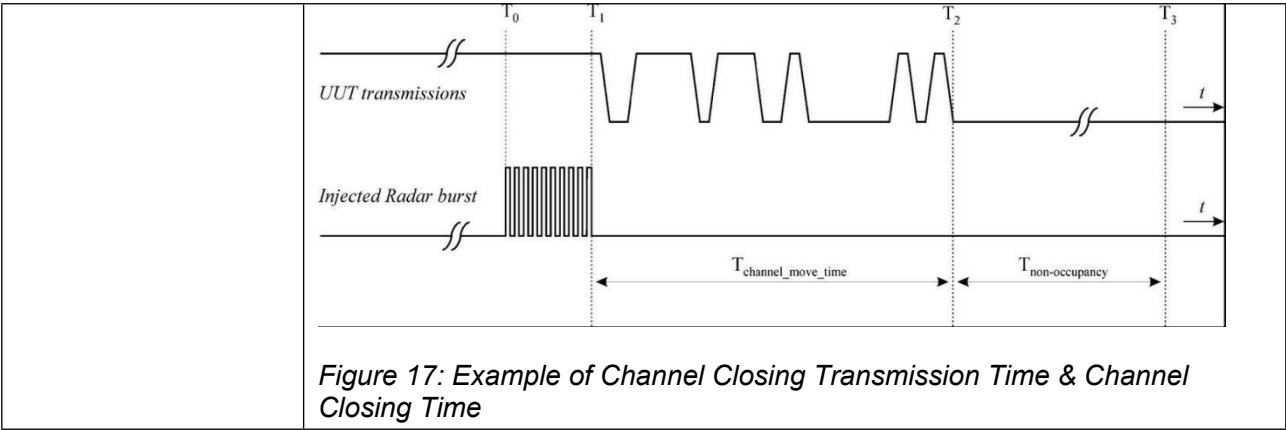 T0 T1 T2 T3
UUT transmissions
t
Injected Radar burst
t
Tchannel_move_time
Tnon-occupancy
Figure 17: Example of Channel Closing Transmission Time & Channel
Closing Time